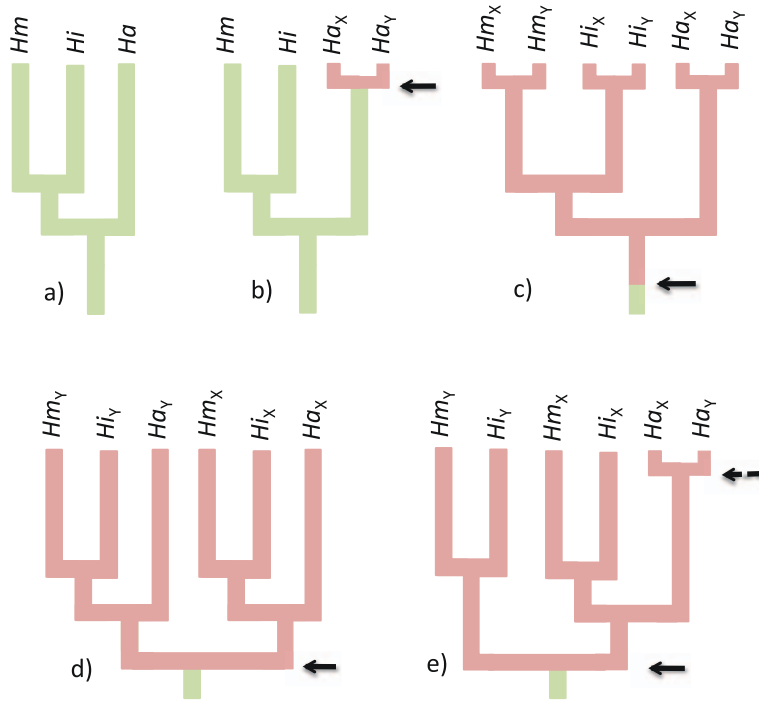 Hm Hi Ha
a)
Hm Hi HaX HaY
b)
HmX HmY HiX HiY HaX HaY
c)
HmY HiY HaY HmX HiX HaX
d)
HmY HiY HmX HiX HaX HaY
e)